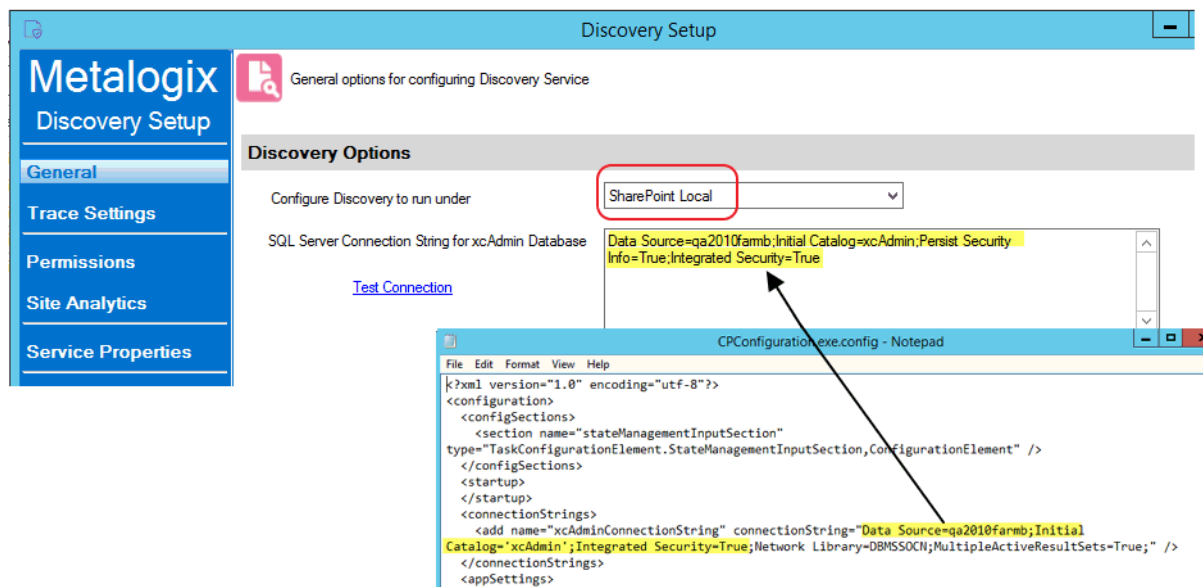 Discovery Setup
Metalogix
Discovery Setup
General
Trace Settings
Permissions
Site Analytics
Service Properties
General options for configuring Discovery Service
Discovery Options
Configure Discovery to run under
SharePoint Local
SQL Server Connection String for xcAdmin Database
Data Source=qa2010farmb;Initial Catalog=xcAdmin;Persist Security
Info=True;Integrated Security=True
Test Connection
CPConfiguration.exe.config - Notepad
File Edit Format View Help
<?xml version="1.0" encoding="utf-8"?>
<configuration>
<configSections>
<section name="stateManagementInputSection"
type="TaskConfigurationElement.StateManagementInputSection,ConfigurationElement" />
</configSections>
<startup>
</startup>
<connectionStrings>
<add name="xcAdminConnectionString" connectionString="Data Source=qa2010farmb;Initial
Catalog='xcAdmin';Integrated Security=True;Network Library=DBMSSOCN;MultipleActiveResultSets=True;" />
</connectionStrings>
<appSettings>